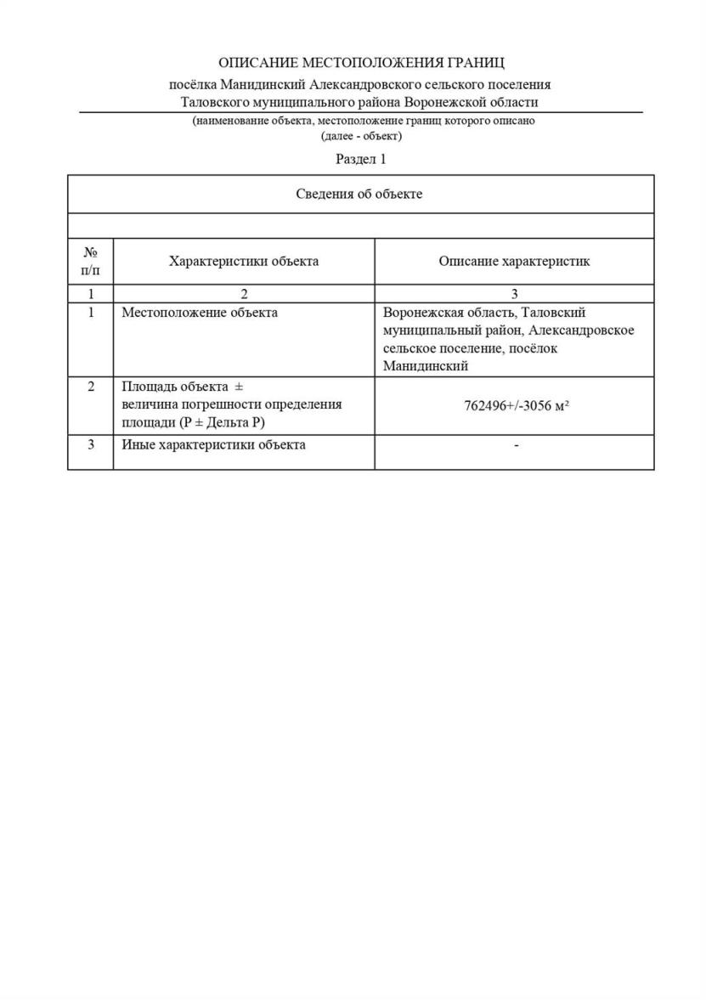 ОПИСАНИЕ МЕСТОПОЛОЖЕНИЯ ГРАНИЦ
посёлка Манидинский Александровского сельского поселения
Таловского муниципального района Воронежской области
(наименование объекта, местоположение границ которого описано
(далее - объект)
Раздел 1
Сведения об объекте
№
п/п
Характеристики объекта
Описание характеристик
1
2
3
1
Местоположение объекта
Воронежская область, Таловский
муниципальный район, Александровское
сельское поселение, посёлок
Манидинский
2
Площадь объекта ±
величина погрешности определения
площади (Р ± Дельта Р)
762496+/-3056 м²
3
Иные характеристики объекта
-